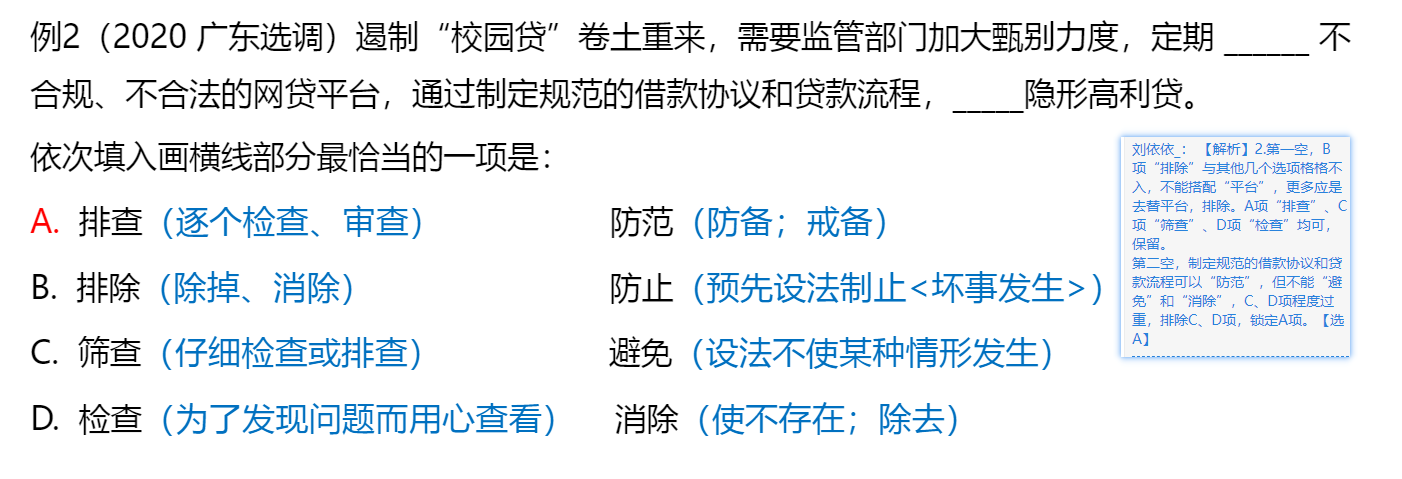 例2（2020 广东选调）遏制“校园贷”卷土重来，需要监管部门加大甄别力度，定期 ______ 不
合规、不合法的网贷平台，通过制定规范的借款协议和贷款流程，_____隐形高利贷。
依次填入画横线部分最恰当的一项是：
A. 排查（逐个检查、审查） 防范（防备；戒备）
B. 排除（除掉、消除） 防止（预先设法制止<坏事发生>）
C. 筛查（仔细检查或排查） 避免（设法不使某种情形发生）
D. 检查（为了发现问题而用心查看） 消除（使不存在；除去）
刘依依_：【解析】2.第一空，B
项“排除”与其他几个选项格格不
入，不能搭配“平台”，更多应是
去替平台，排除。A项“排查”、C
项“筛查”、D项“检查”均可，
保留。
第二空，制定规范的借款协议和贷
款流程可以“防范”，但不能“避
免”和“消除”，C、D项程度过
重，排除C、D项，锁定A项。【选
A】